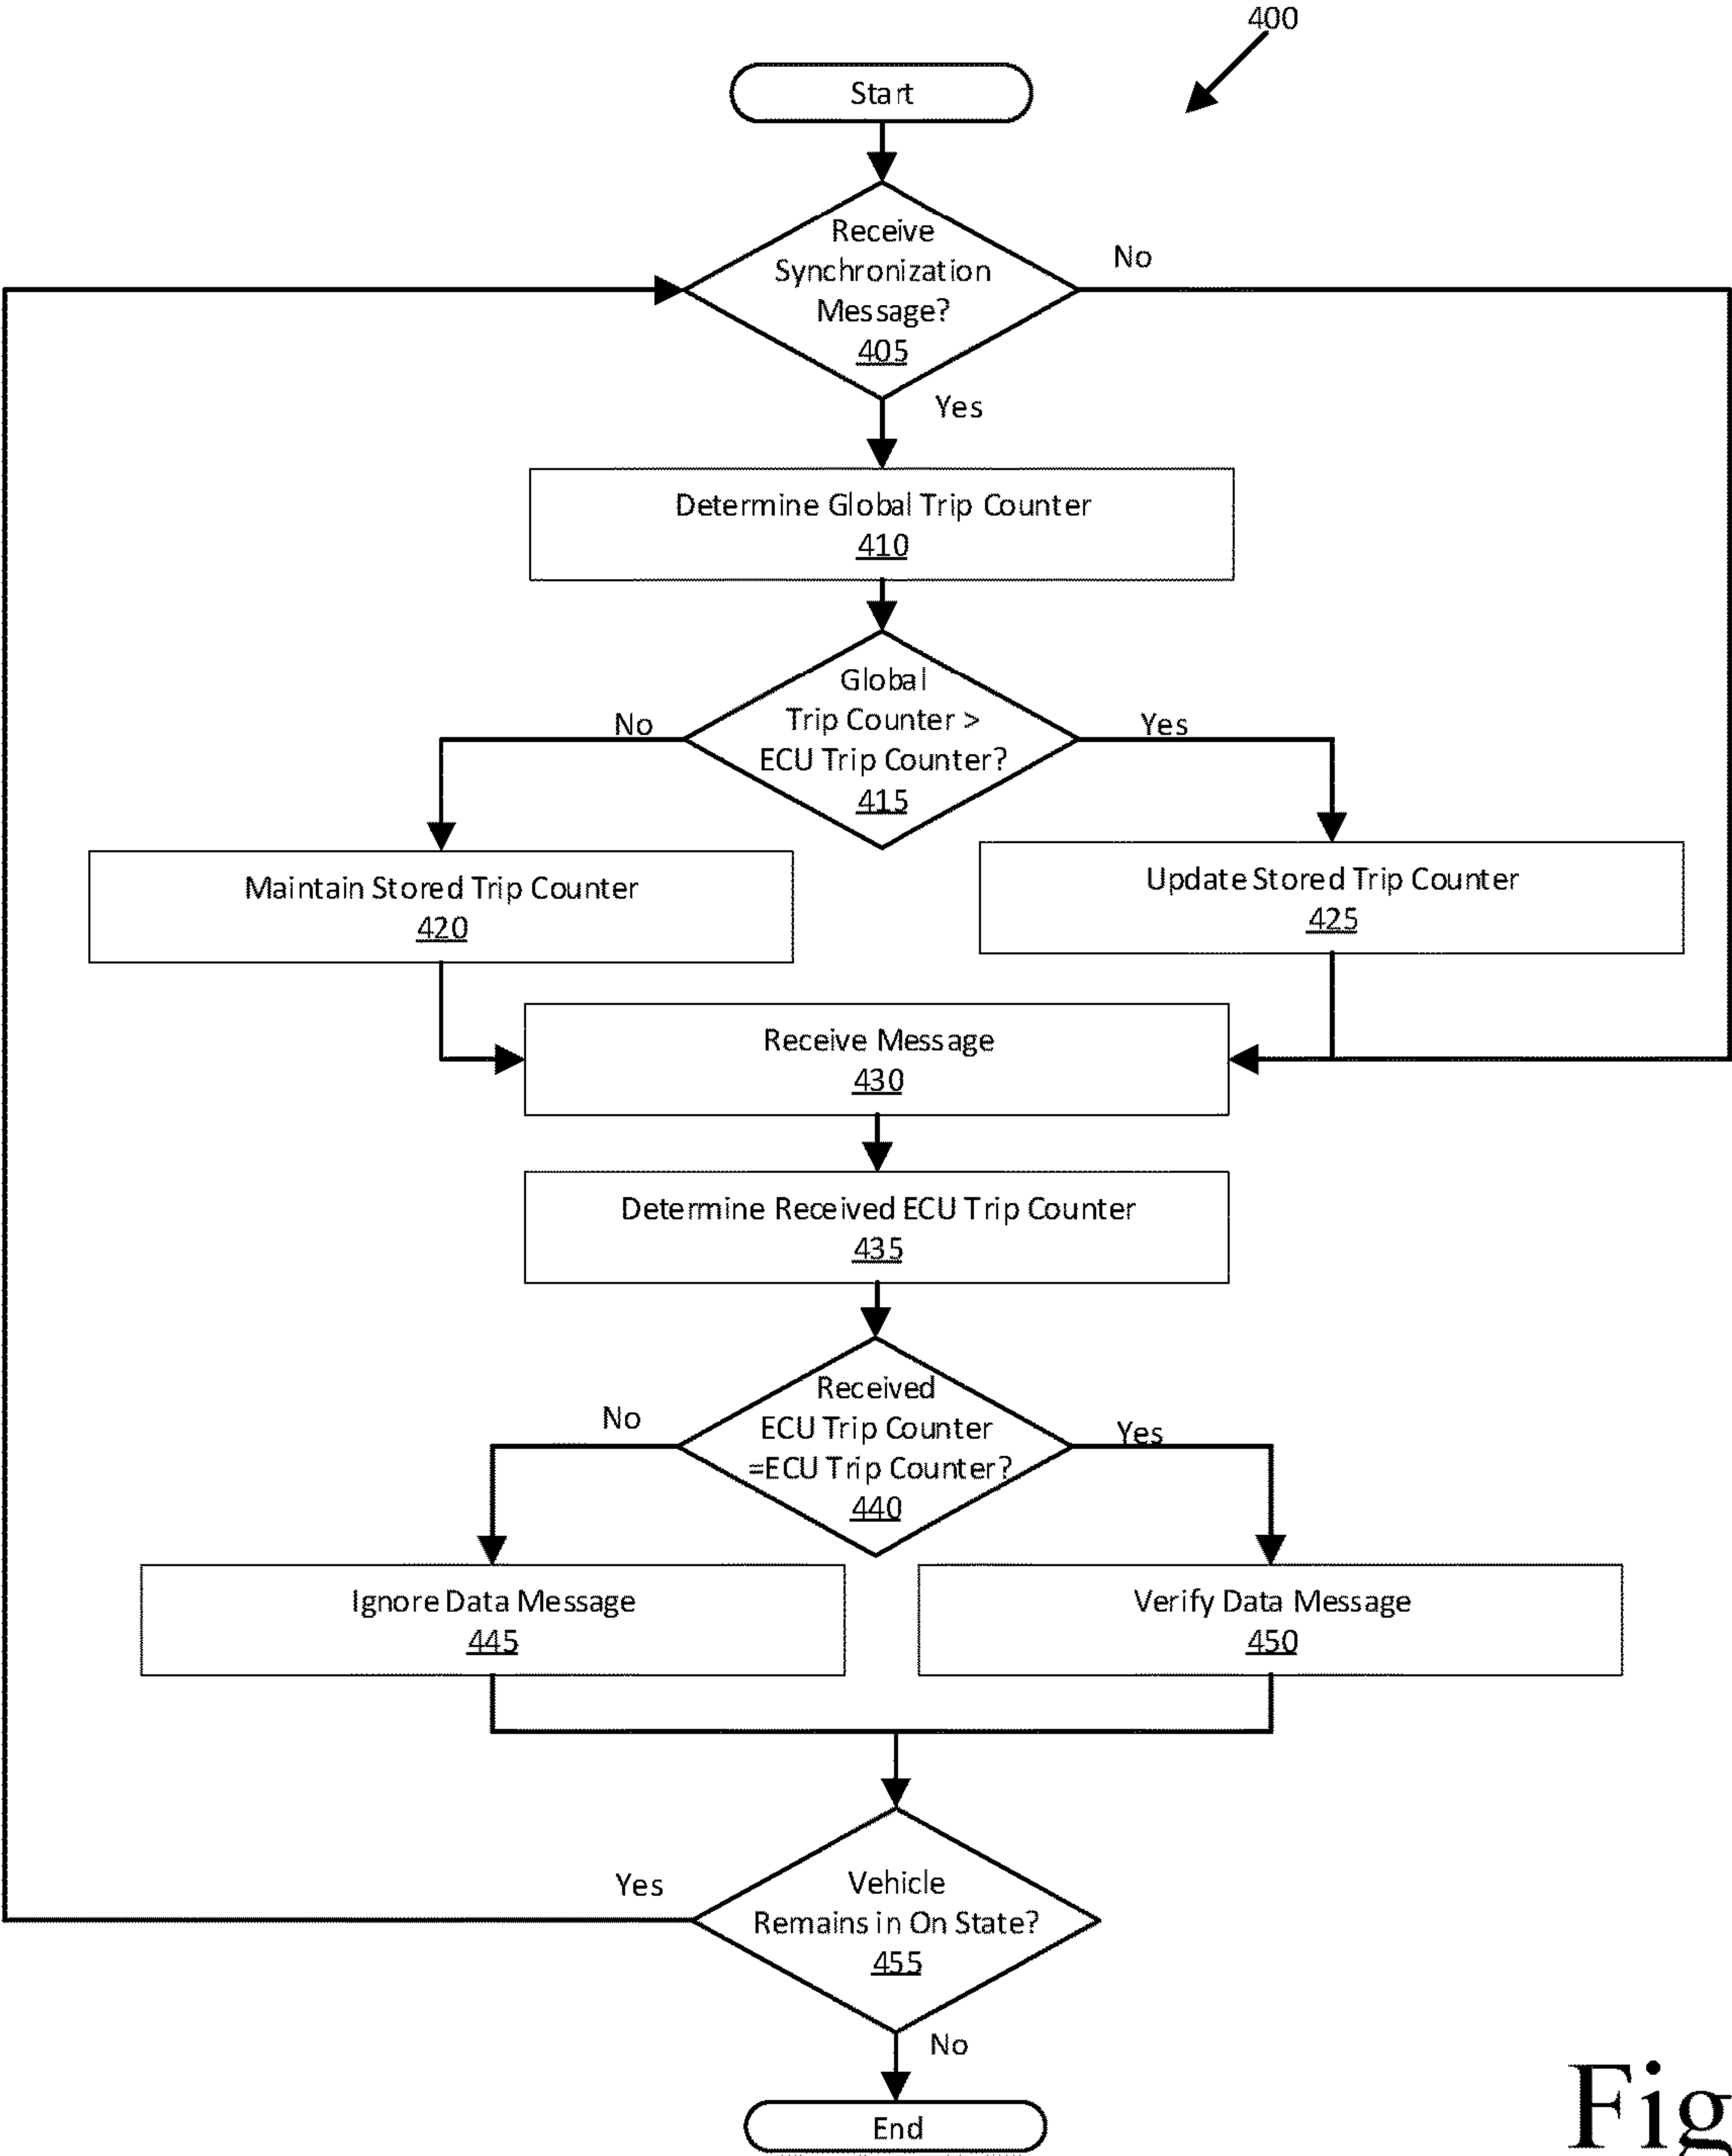 400
Start
Receive
Synchronization
Message?
405
No
Yes
Determine Global Trip Counter
410
Global
Trip Counter >
ECU Trip Counter?
415
No
Yes
Maintain Stored Trip Counter
420
Update Stored Trip Counter
425
Receive Message
430
Determine Received ECU Trip Counter
435
Received
ECU Trip Counter
=ECU Trip Counter?
440
No
Yes
Ignore Data Message
445
Verify Data Message
450
Vehicle
Remains in On State?
455
Yes
No
End
Fig